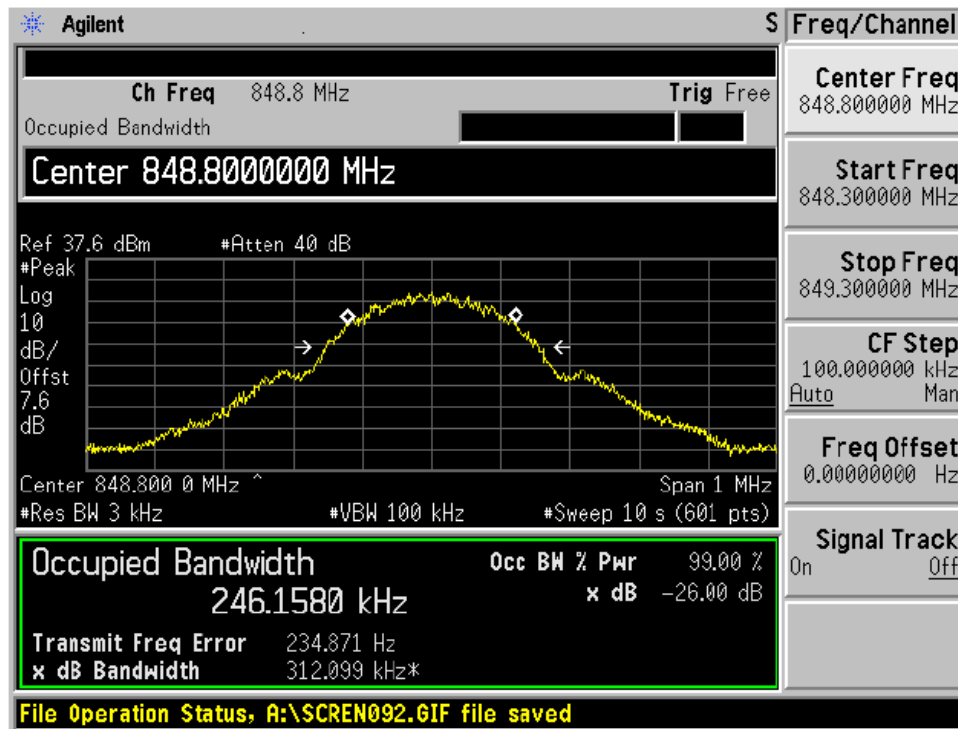 Agilent
S
Freq/Channel
Ch Freq 848.8 MHz
Trig Free
Occupied Bandwidth
Center 848.8000000 MHz
Ref 37.6 dBm
#Atten 40 dB
#Peak
Log
10
dB/
Offst
7.6
dB
Center 848.800 0 MHz ^
Span 1 MHz
#Res BW 3 kHz
#VBW 100 kHz
#Sweep 10 s (601 pts)
Occupied Bandwidth
246.1580 kHz
Occ BW % Pwr 99.00 %
x dB -26.00 dB
Transmit Freq Error 234.871 Hz
x dB Bandwidth 312.099 kHz*
File Operation Status, A:\SCREN092.GIF file saved
Center Freq
848.800000 MHz
Start Freq
848.300000 MHz
Stop Freq
849.300000 MHz
CF Step
100.000000 kHz
Auto Man
Freq Offset
0.00000000 Hz
Signal Track
On Off